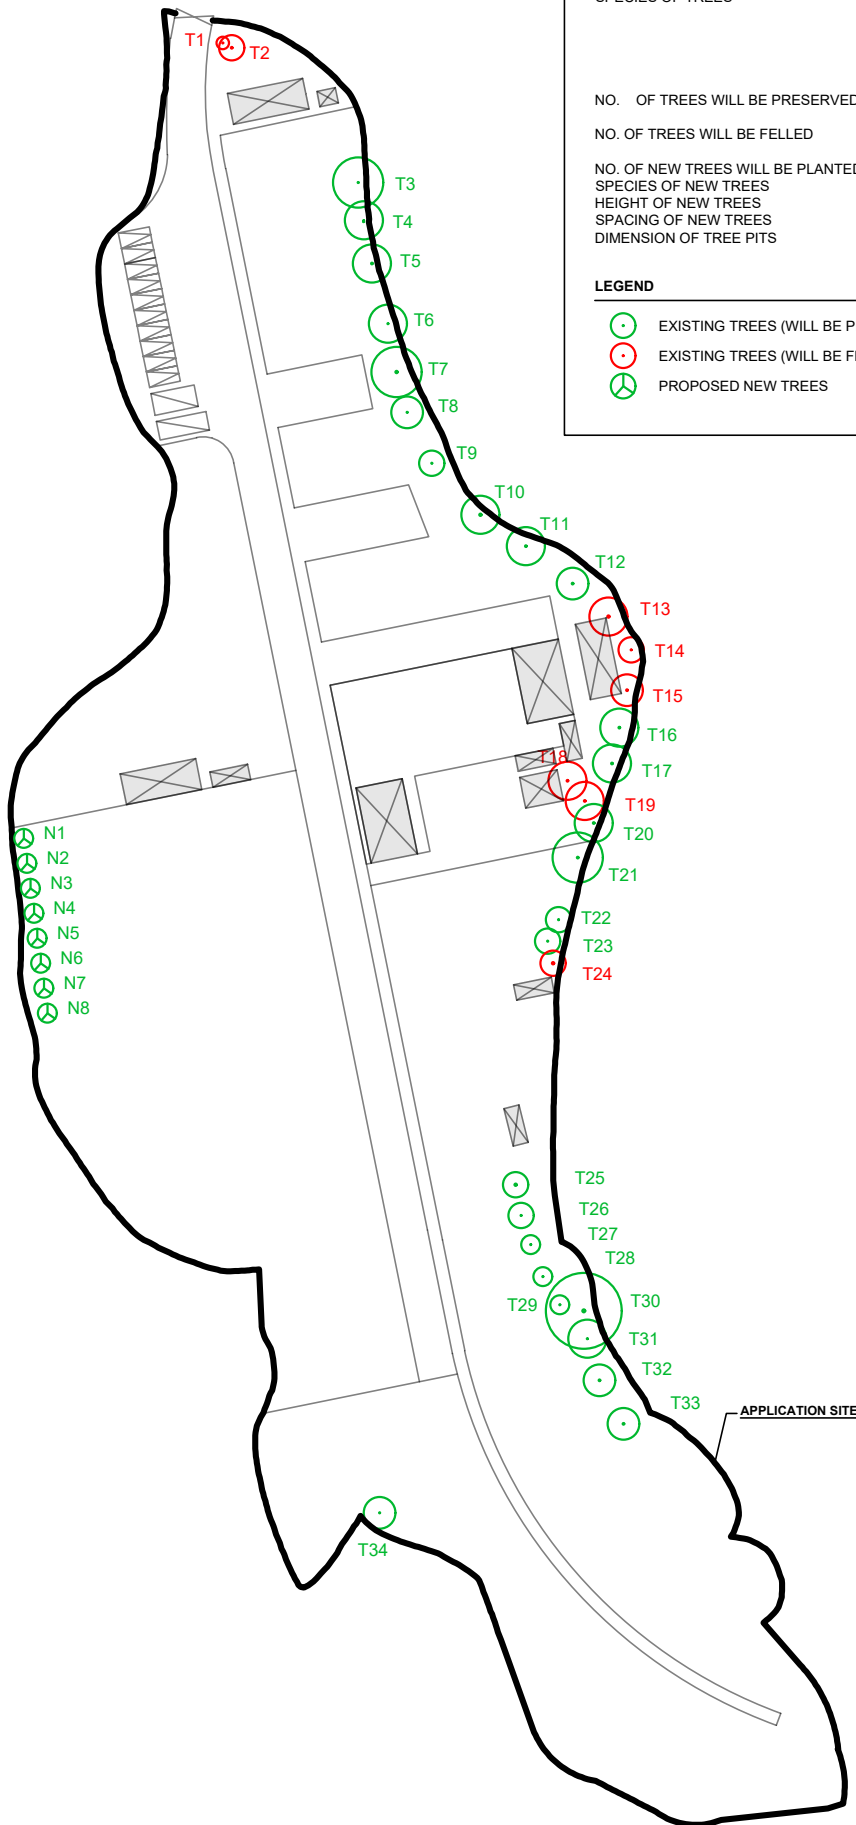 SPECIES OF TREES
NO. OF TREES WILL BE PRESERVED
NO. OF TREES WILL BE FELLED
NO. OF NEW TREES WILL BE PLANTED
SPECIES OF NEW TREES
HEIGHT OF NEW TREES
SPACING OF NEW TREES
DIMENSION OF TREE PITS
LEGEND
EXISTING TREES (WILL BE P
EXISTING TREES (WILL BE F
PROPOSED NEW TREES
T1
T2
T3
T4
T5
T6
T7
T8
T9
T10
T11
T12
T13
T14
T15
T16
T17
T18
T19
T20
T21
T22
T23
T24
N1
N2
N3
N4
N5
N6
N7
N8
T25
T26
T27
T28
T29
T30
T31
T32
T33
APPLICATION SITE
T34